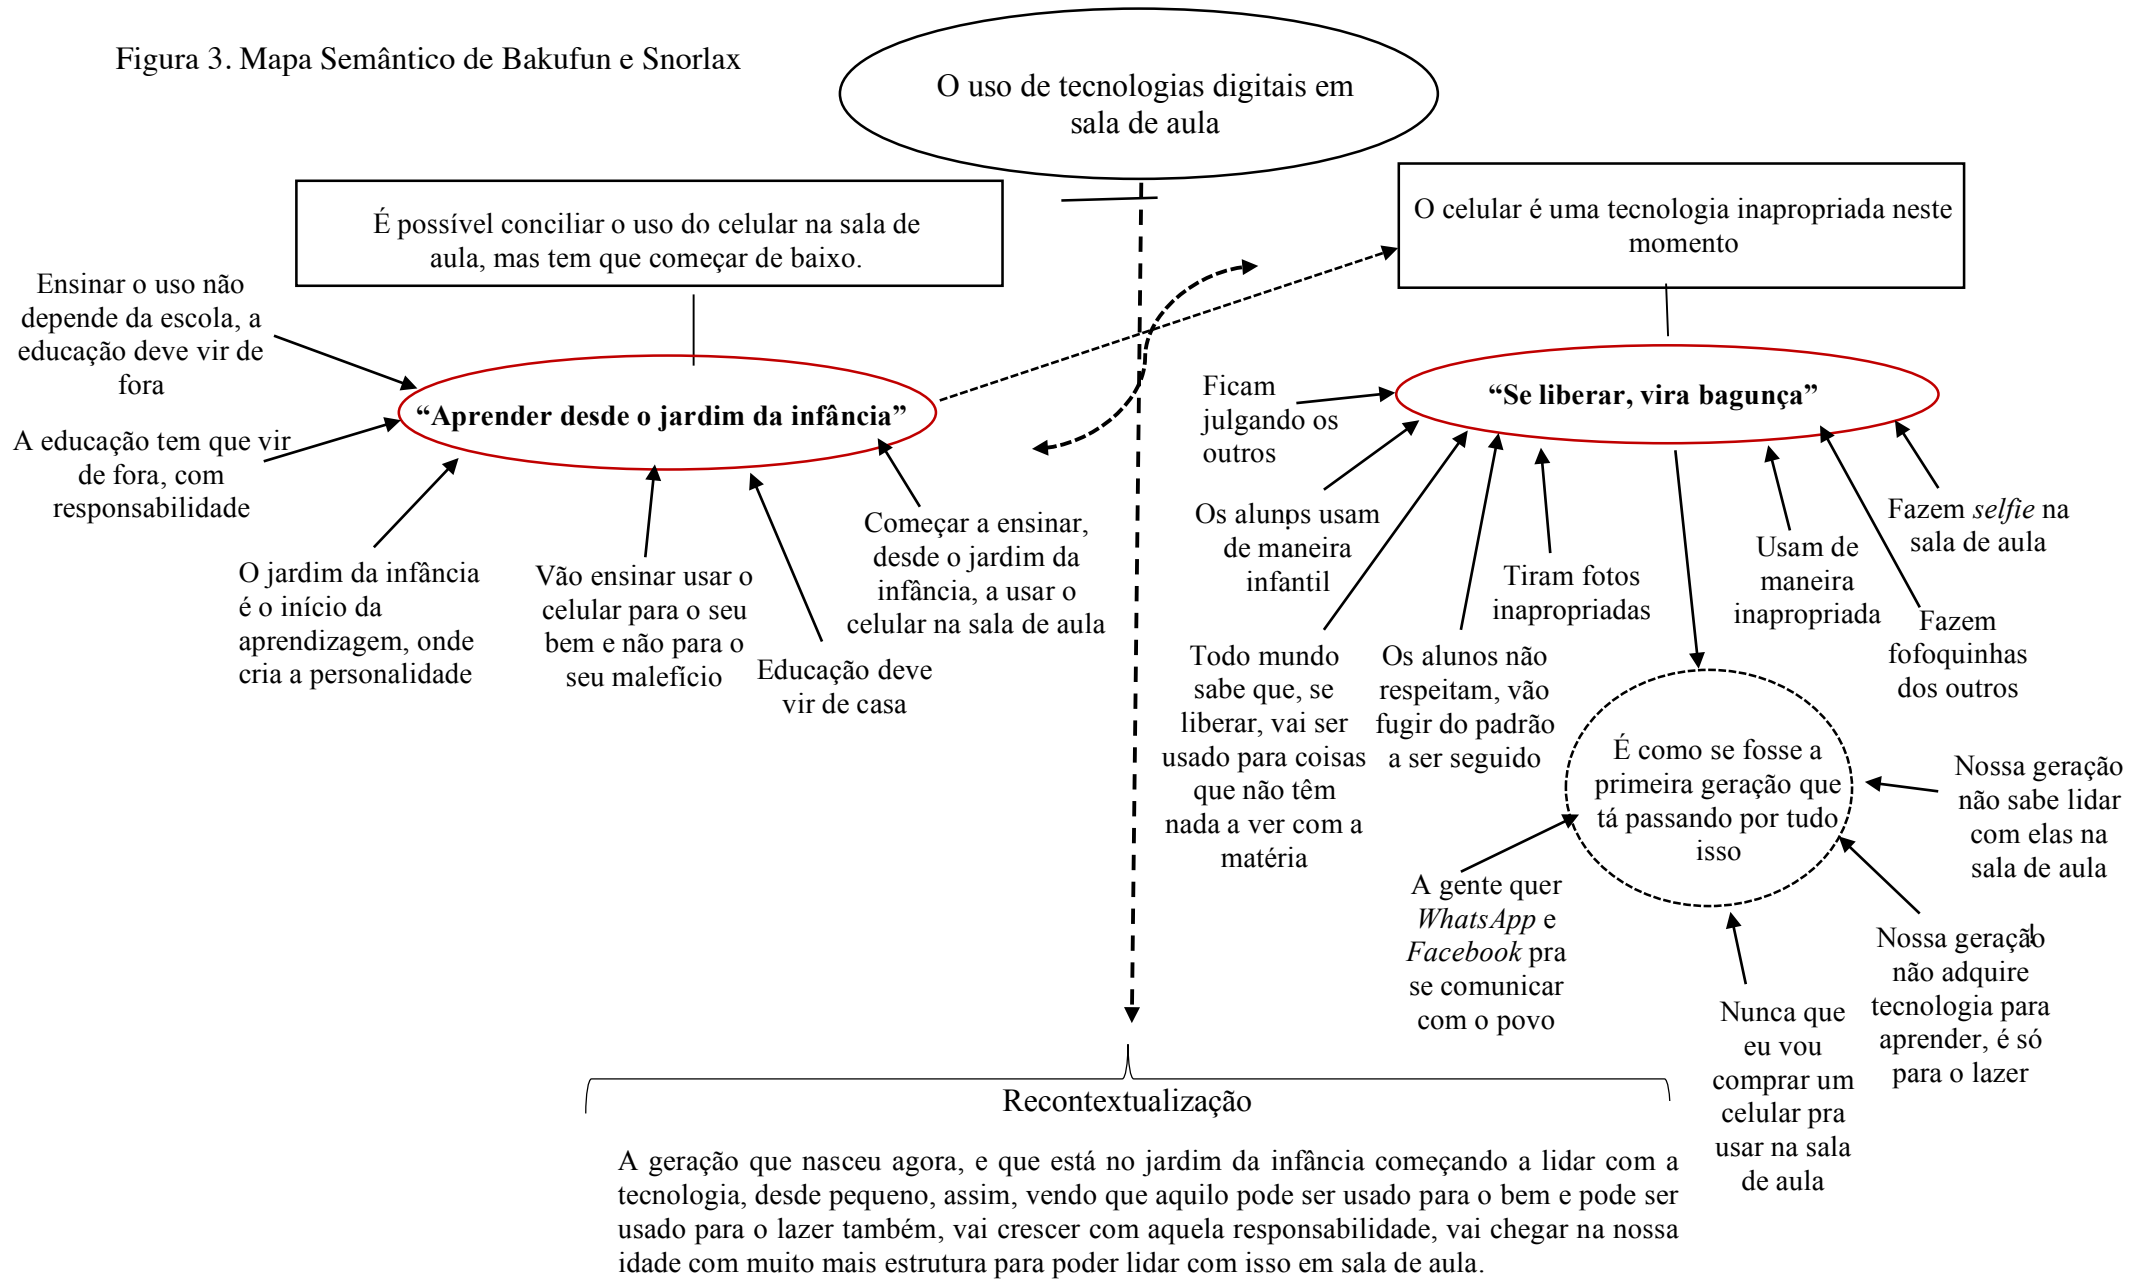 Figura 3. Mapa Semântico de Bakufun e Snorlax
O uso de tecnologias digitais em
sala de aula
É possível conciliar o uso do celular na sala de
aula, mas tem que começar de baixo.
O celular é uma tecnologia inapropriada neste
momento
Ensinar o uso não
depende da escola, a
educação deve vir de
fora
“Aprender desde o jardim da infância”
A educação tem que vir
de fora, com
responsabilidade
O jardim da infância
é o início da
aprendizagem, onde
cria a personalidade
Vão ensinar usar o
celular para o seu
bem e não para o
seu malefício
Educação deve
vir de casa
Começar a ensinar,
desde o jardim da
infância, a usar o
celular na sala de aula
“Se liberar, vira bagunça”
Ficam
julgando os
outros
Os alunos usam
de maneira
infantil
Todo mundo
sabe que, se
liberar, vai ser
usado para coisas
que não têm
nada a ver com a
matéria
Os alunos não
respeitam, vão
fugir do padrão
a ser seguido
Tiram fotos
inapropriadas
Usam de
maneira
inapropriada
Fazem
fofoquinhas
dos outros
Fazem selfie na
sala de aula
É como se fosse a
primeira geração que
tá passando por tudo
isso
A gente quer
WhatsApp e
Facebook pra
se comunicar
com o povo
Nunca que
eu vou
comprar um
celular pra
usar na sala
de aula
Nossa geração
não adquire
tecnologia para
aprender, é só
para o lazer
Nossa geração
não sabe lidar
com elas na
sala de aula
Recontextualização
A geração que nasceu agora, e que está no jardim da infância começando a lidar com a
tecnologia, desde pequeno, assim, vendo que aquilo pode ser usado para o bem e pode ser
usado para o lazer também, vai crescer com aquela responsabilidade, vai chegar na nossa
idade com muito mais estrutura para poder lidar com isso em sala de aula.